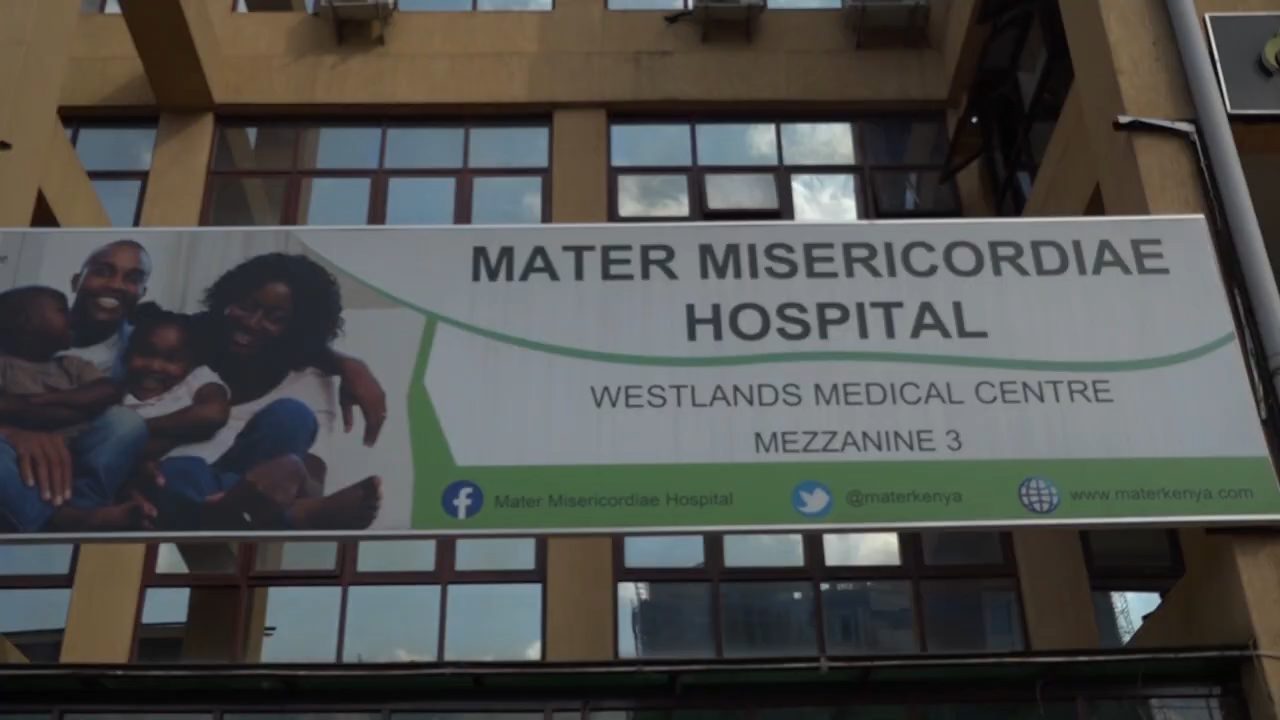 MATER MISERICORDIAE
HOSPITAL
WESTLANDS MEDICAL CENTRE
MEZZANINE 3
Mater Misericordiae Hospital @materkenya www.materkenya.com